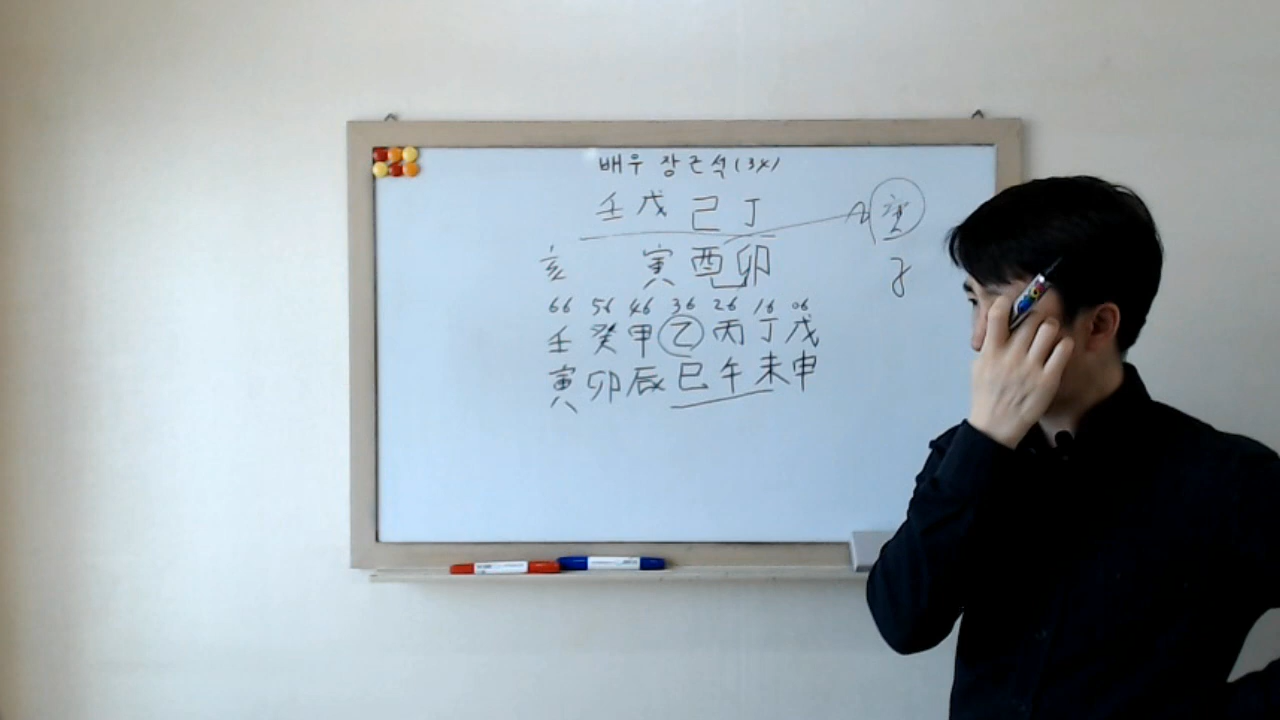 배우 장근석(34)
壬戊己丁
亥 寅酉卯
66 56 46 36 26 16 06
壬癸甲乙丙丁戊
寅卯辰巳午未申
子